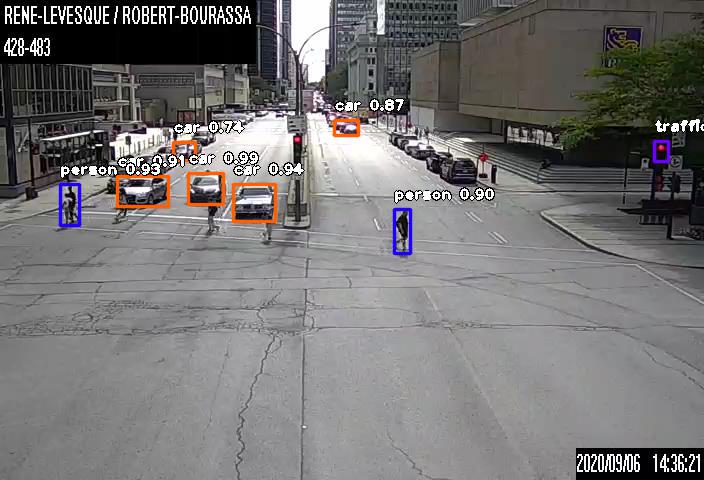 RENE-LEVESQUE / ROBERT-BOURASSA
428-483
car 0.87
car 0.74
traffic
car 0.91
car 0.99
person 0.93
car 0.94
person 0.90
2020/09/06 14:36:21